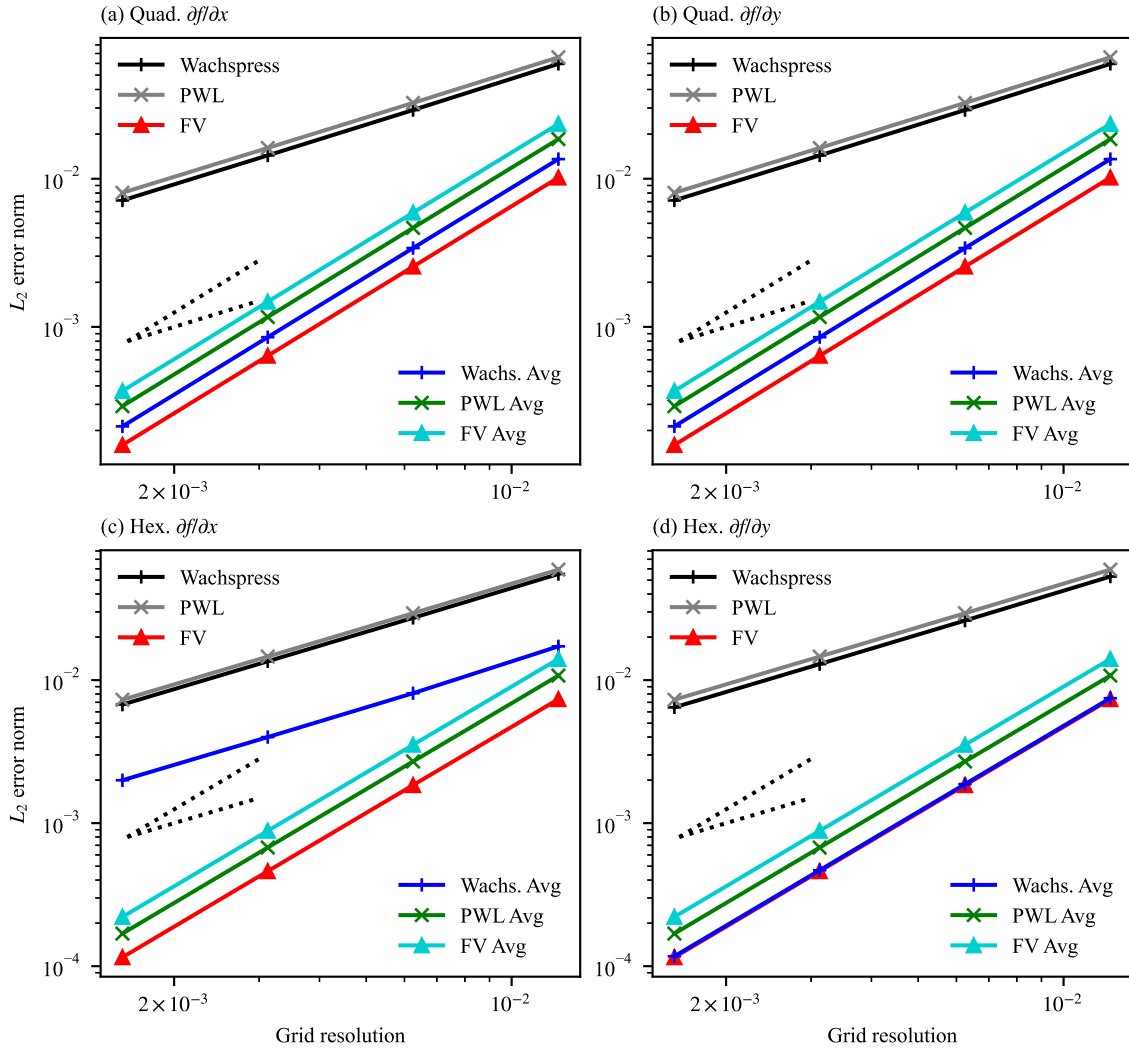 (a) Quad. ∂f/∂x
(b) Quad. ∂f/∂y
Wachspress
PWL
FV
Wachspress
PWL
FV
10⁻²
10⁻²
L₂ error norm
10⁻³
10⁻³
Wachs. Avg
PWL Avg
FV Avg
Wachs. Avg
PWL Avg
FV Avg
2 × 10⁻³
10⁻²
2 × 10⁻³
10⁻²
(c) Hex. ∂f/∂x
(d) Hex. ∂f/∂y
Wachspress
PWL
FV
Wachspress
PWL
FV
10⁻²
10⁻²
L₂ error norm
10⁻³
10⁻³
Wachs. Avg
PWL Avg
FV Avg
Wachs. Avg
PWL Avg
FV Avg
10⁻⁴
10⁻⁴
2 × 10⁻³
10⁻²
2 × 10⁻³
10⁻²
Grid resolution
Grid resolution